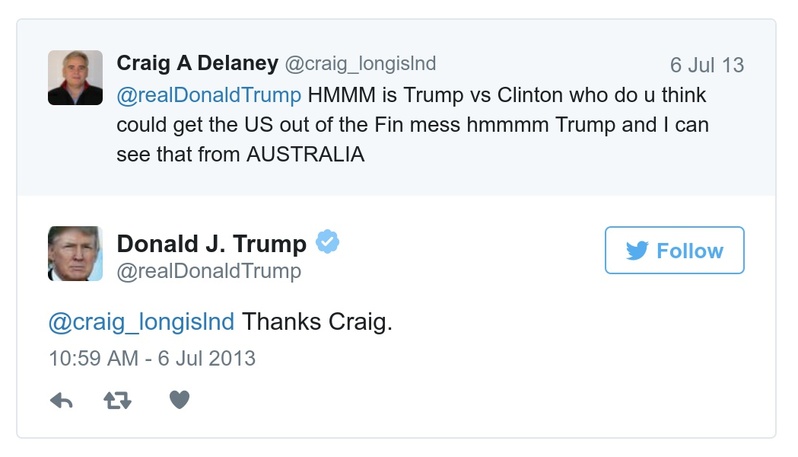 Craig A Delaney @craig_longislnd 6 Jul 13
@realDonaldTrump HMMM is Trump vs Clinton who do u think
could get the US out of the Fin mess hmmmm Trump and I can
see that from AUSTRALIA
Donald J. Trump
@realDonaldTrump
Follow
@craig_longislnd Thanks Craig.
10:59 AM - 6 Jul 2013